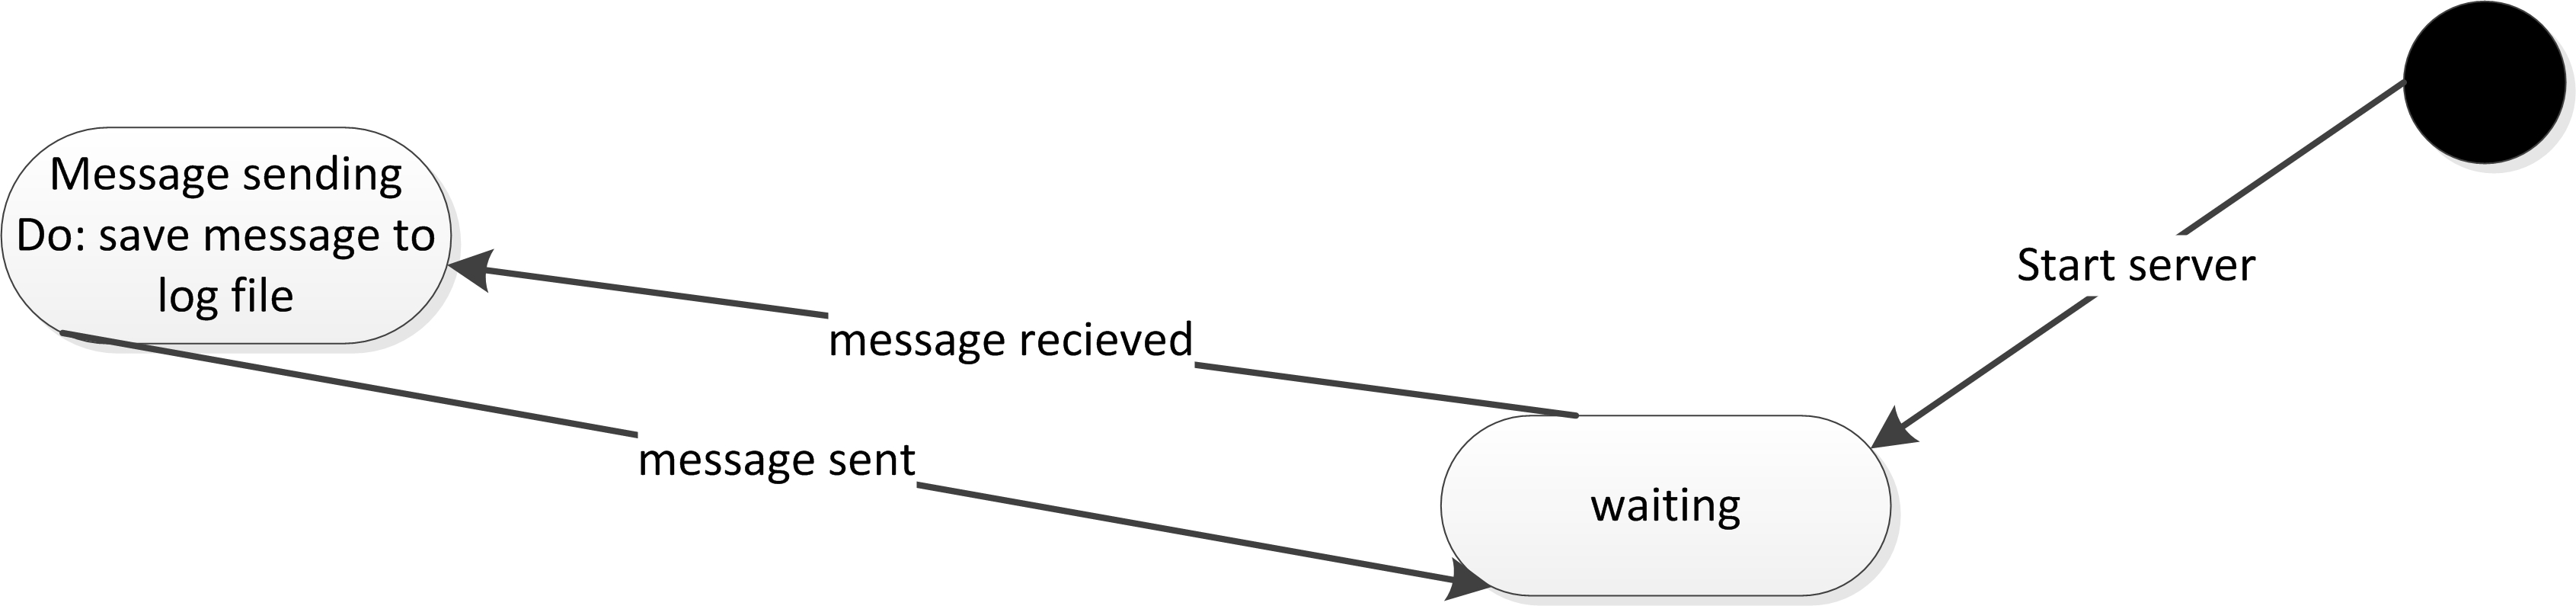 Message sending
Do: save message to
log file
Start server
message recieved
message sent
waiting